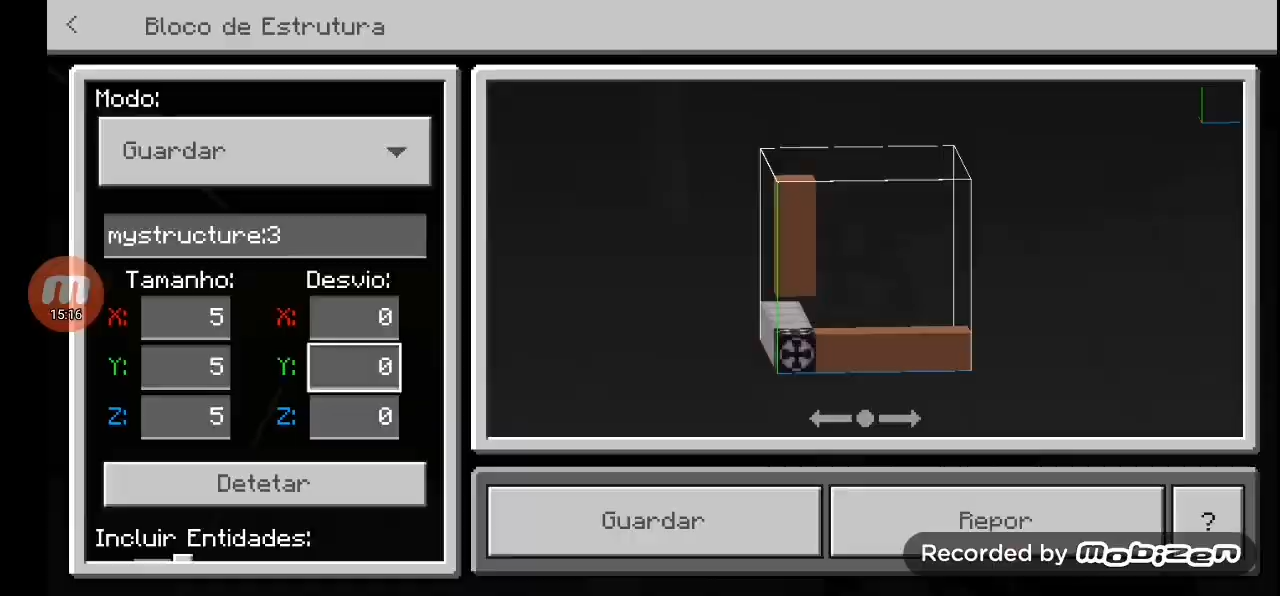 Bloco de Estrutura
Modo:
Guardar
mystructure:3
Tamanho: Desvio:
X: 5 X: 0
Y: 5 Y: 0
Z: 5 Z: 0
Detetar
Incluir Entidades:
15:16
Guardar Repor ?
Recorded by mobizen